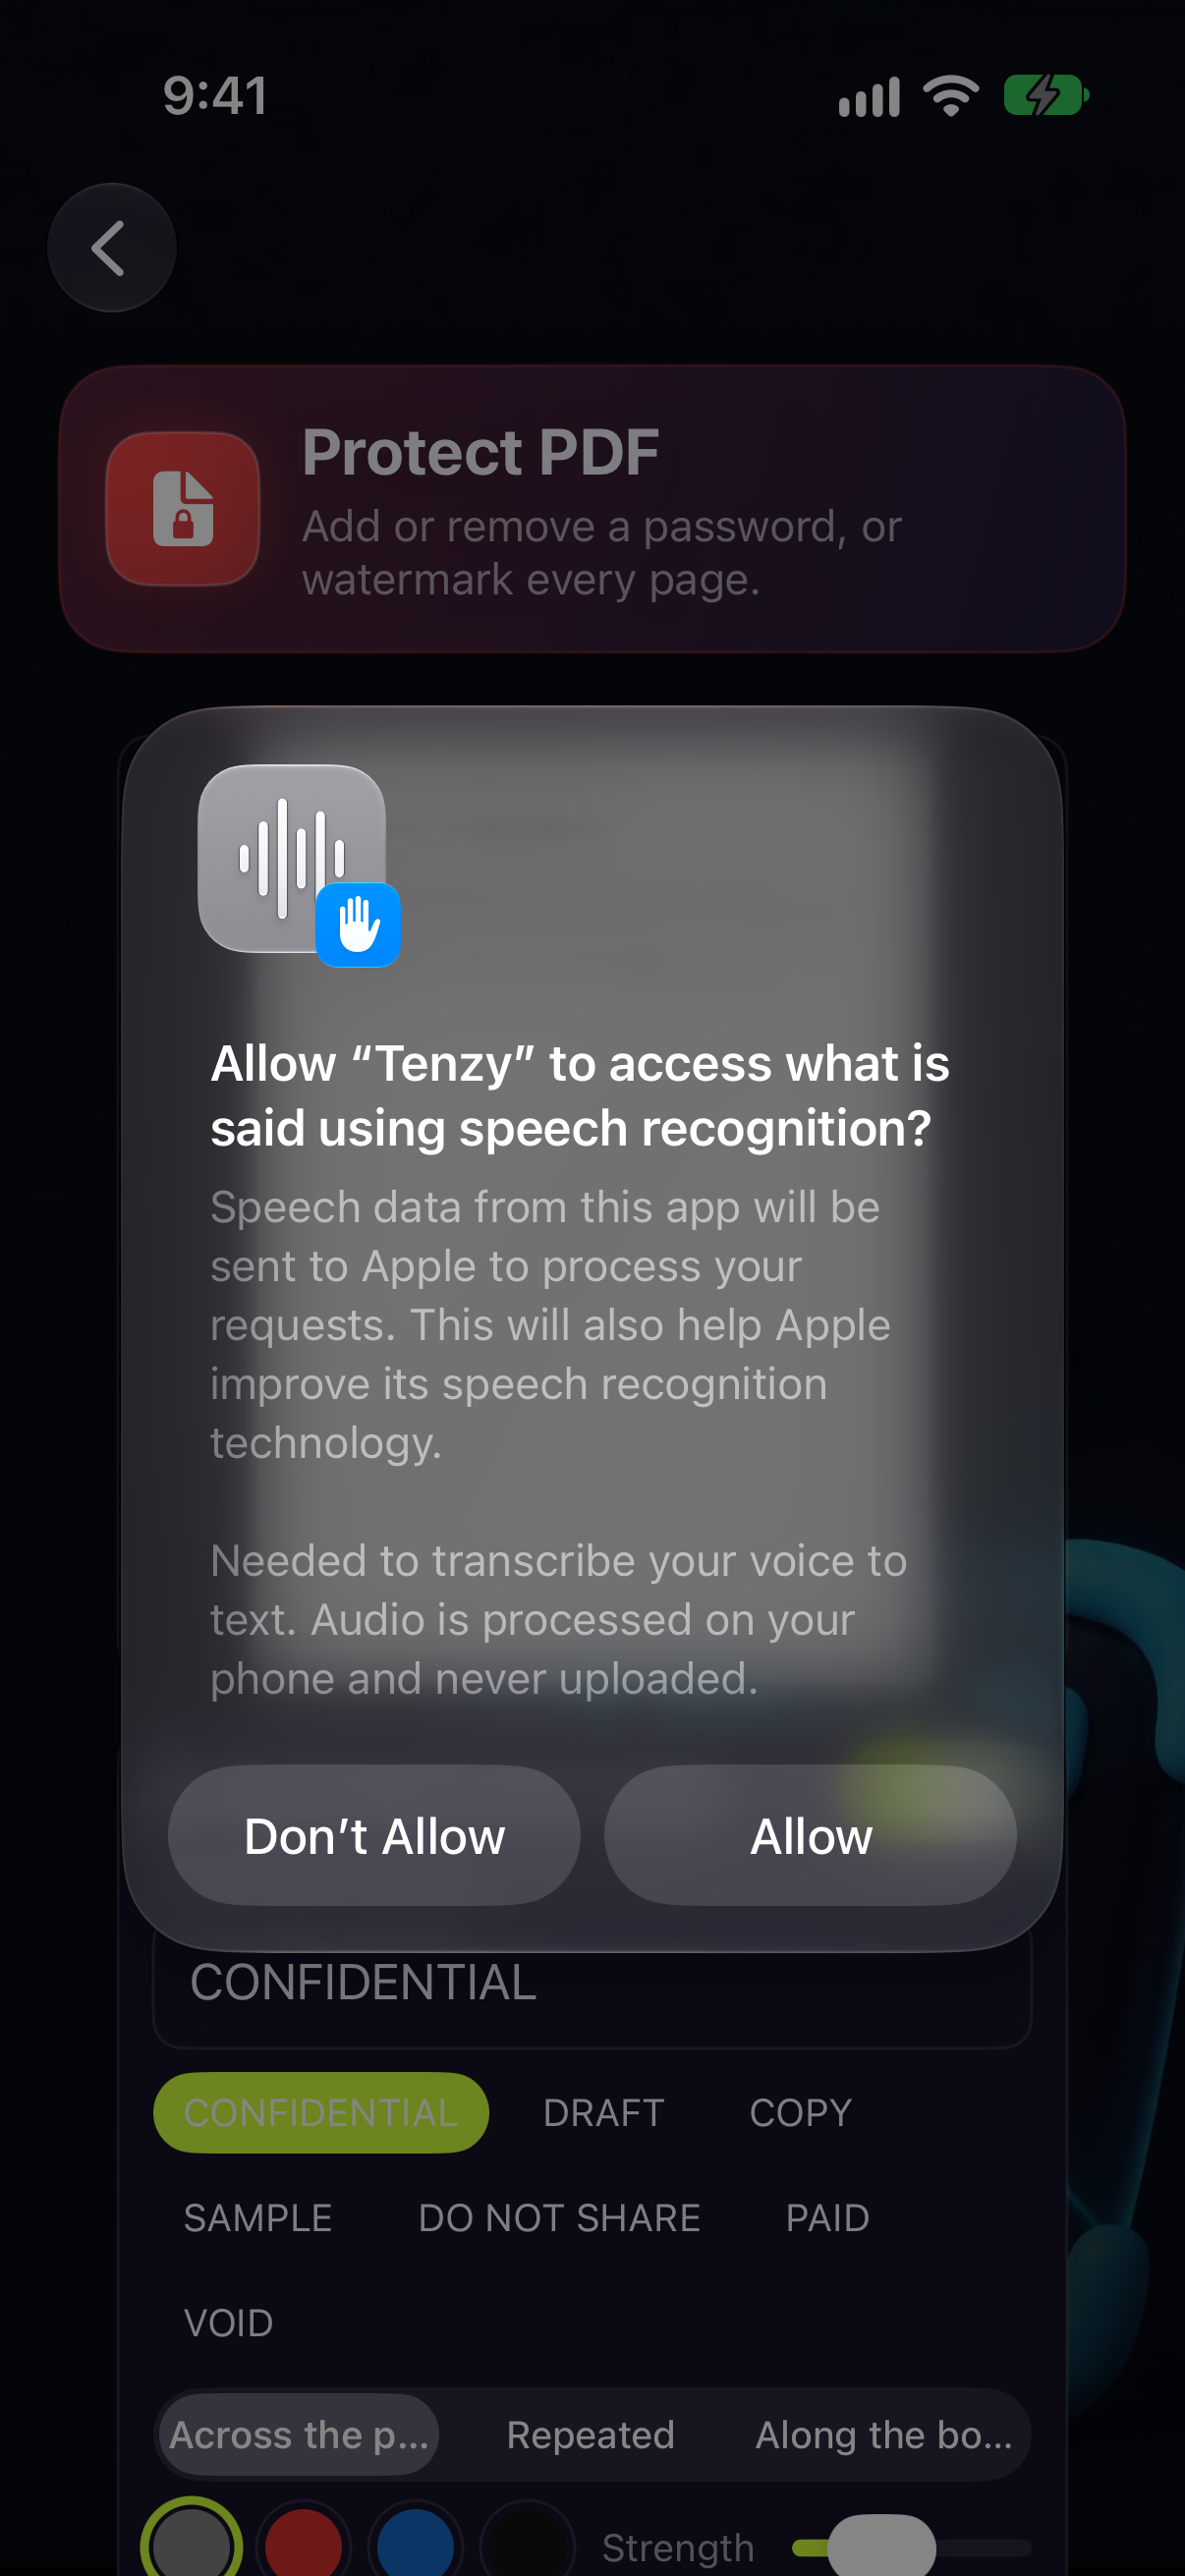 9:41
Protect PDF
Add or remove a password, or
watermark every page.
Allow “Tenzy” to access what is
said using speech recognition?
Speech data from this app will be
sent to Apple to process your
requests. This will also help Apple
improve its speech recognition
technology.
Needed to transcribe your voice to
text. Audio is processed on your
phone and never uploaded.
Don’t Allow
Allow
CONFIDENTIAL
CONFIDENTIAL DRAFT COPY
SAMPLE DO NOT SHARE PAID
VOID
Across the p... Repeated Along the bo...
Strength